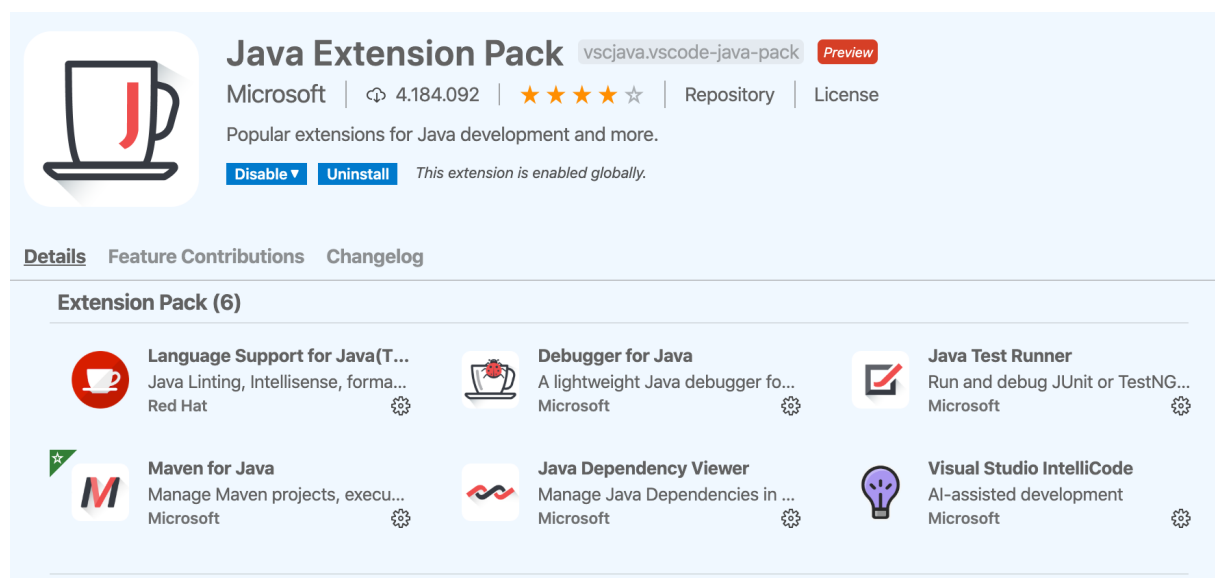 Java Extension Pack vscjava.vscode-java-pack Preview
Microsoft 4.184.092 Repository License
Popular extensions for Java development and more.
Disable Uninstall This extension is enabled globally.
Details Feature Contributions Changelog
Extension Pack (6)
Language Support for Java(T...
Java Linting, Intellisense, forma...
Red Hat
Debugger for Java
A lightweight Java debugger fo...
Microsoft
Java Test Runner
Run and debug JUnit or TestNG...
Microsoft
Maven for Java
Manage Maven projects, execu...
Microsoft
Java Dependency Viewer
Manage Java Dependencies in ...
Microsoft
Visual Studio IntelliCode
AI-assisted development
Microsoft